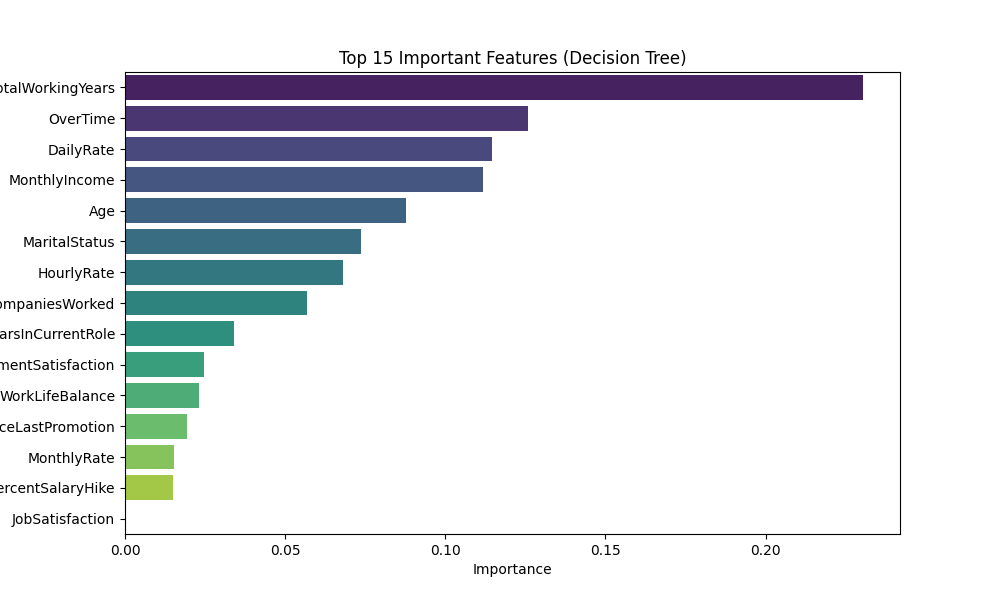 Top 15 Important Features (Decision Tree)
otalWorkingYears
OverTime
DailyRate
MonthlyIncome
Age
MaritalStatus
HourlyRate
ompaniesWorked
arsInCurrentRole
mentSatisfaction
WorkLifeBalance
ceLastPromotion
MonthlyRate
ercentSalaryHike
JobSatisfaction
0.00 0.05 0.10 0.15 0.20
Importance